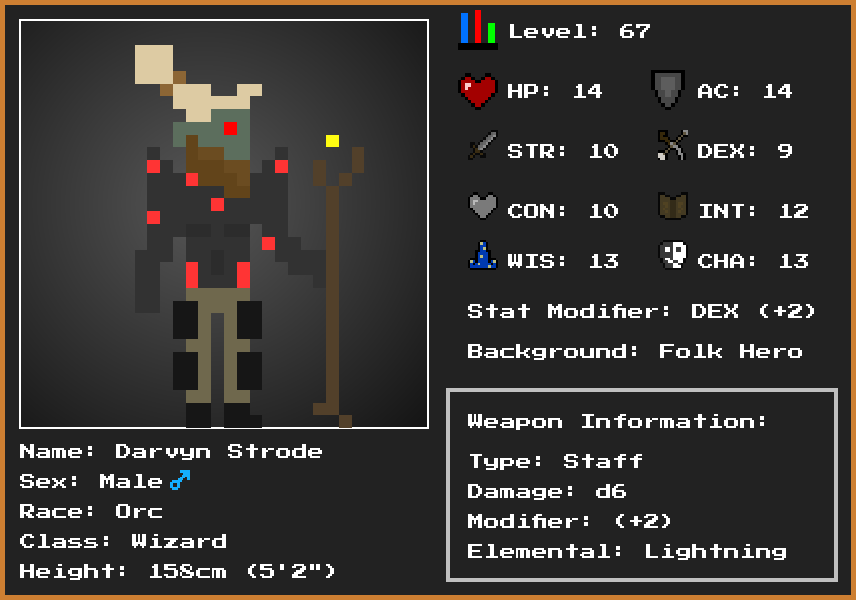 Level: 67
HP: 14
AC: 14
STR: 10
DEX: 9
CON: 10
INT: 12
WIS: 13
CHA: 13
Stat Modifier: DEX (+2)
Background: Folk Hero
Weapon Information:
Type: Staff
Damage: d6
Modifier: (+2)
Elemental: Lightning
Name: Darvyn Strode
Sex: Male♂
Race: Orc
Class: Wizard
Height: 158cm (5'2")